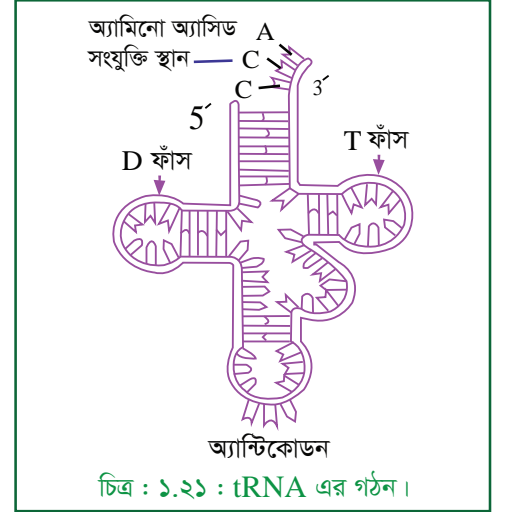 অ্যামিনো অ্যাসিড
সংযুক্তি স্থান
A
C
C
3´
5´
D ফাঁস
T ফাঁস
অ্যান্টিকোডন
চিত্র : ১.২১ : tRNA এর গঠন।